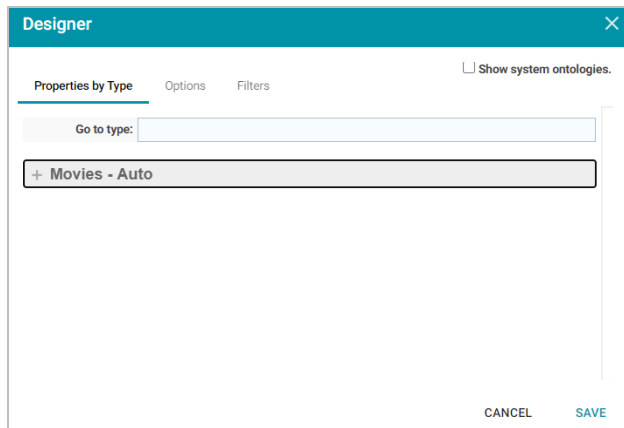 Designer
Show system ontologies.
Properties by Type Options Filters
Go to type:
+ Movies - Auto
CANCEL SAVE